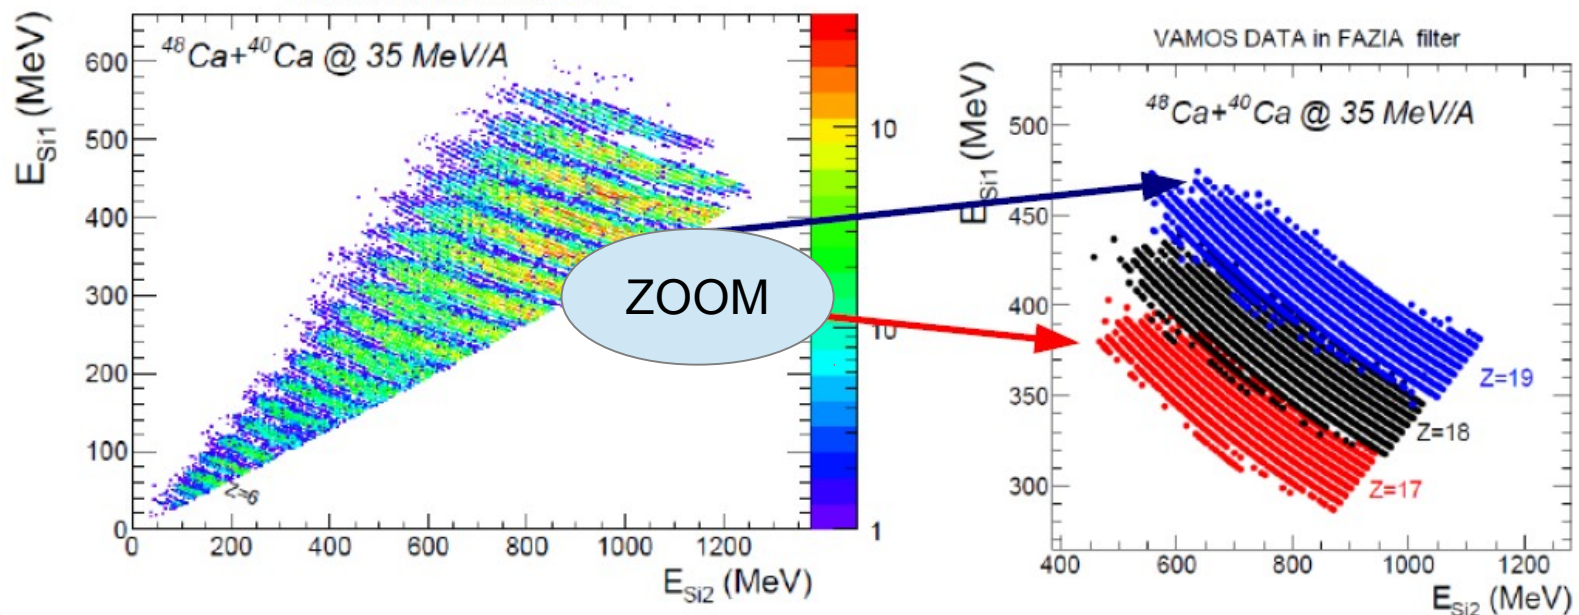 ⁴⁸Ca+⁴⁰Ca @ 35 MeV/A
E_Si1 (MeV)
600
500
400
300
200
100
0
0 200 400 600 800 1000 1200
E_Si2 (MeV)
Z=6
10
10
1
ZOOM
VAMOS DATA in FAZIA filter
⁴⁸Ca+⁴⁰Ca @ 35 MeV/A
E_Si1 (MeV)
500
450
400
350
300
Z=19
Z=18
Z=17
400 600 800 1000 1200
E_Si2 (MeV)